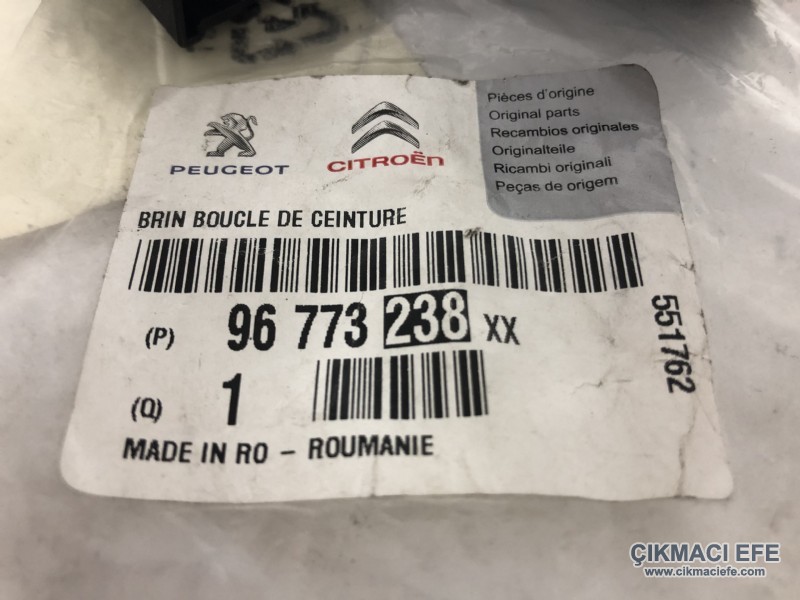 PEUGEOT
CITROËN
Pièces d'origine
Original parts
Recambios originales
Originalteile
Ricambi originali
Peças de origem
BRIN BOUCLE DE CEINTURE
(P) 96 773 238 XX
551762
(Q) 1
MADE IN RO - ROUMANIE
ÇIKMACI EFE
www.cikmaciefe.com